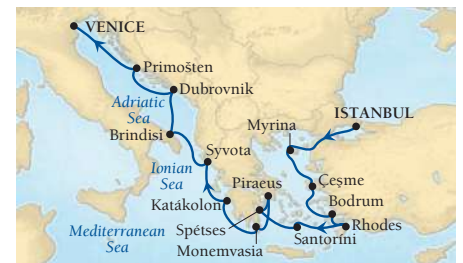 VENICE
Primošten
Dubrovnik
Adriatic
Sea
ISTANBUL
Myrina
Brindisi
Syvota
Ionian
Sea
Piraeus
Çeşme
Bodrum
Katákolon
Rhodes
Mediterranean
Sea
Spétses
Santoríni
Monemvasia